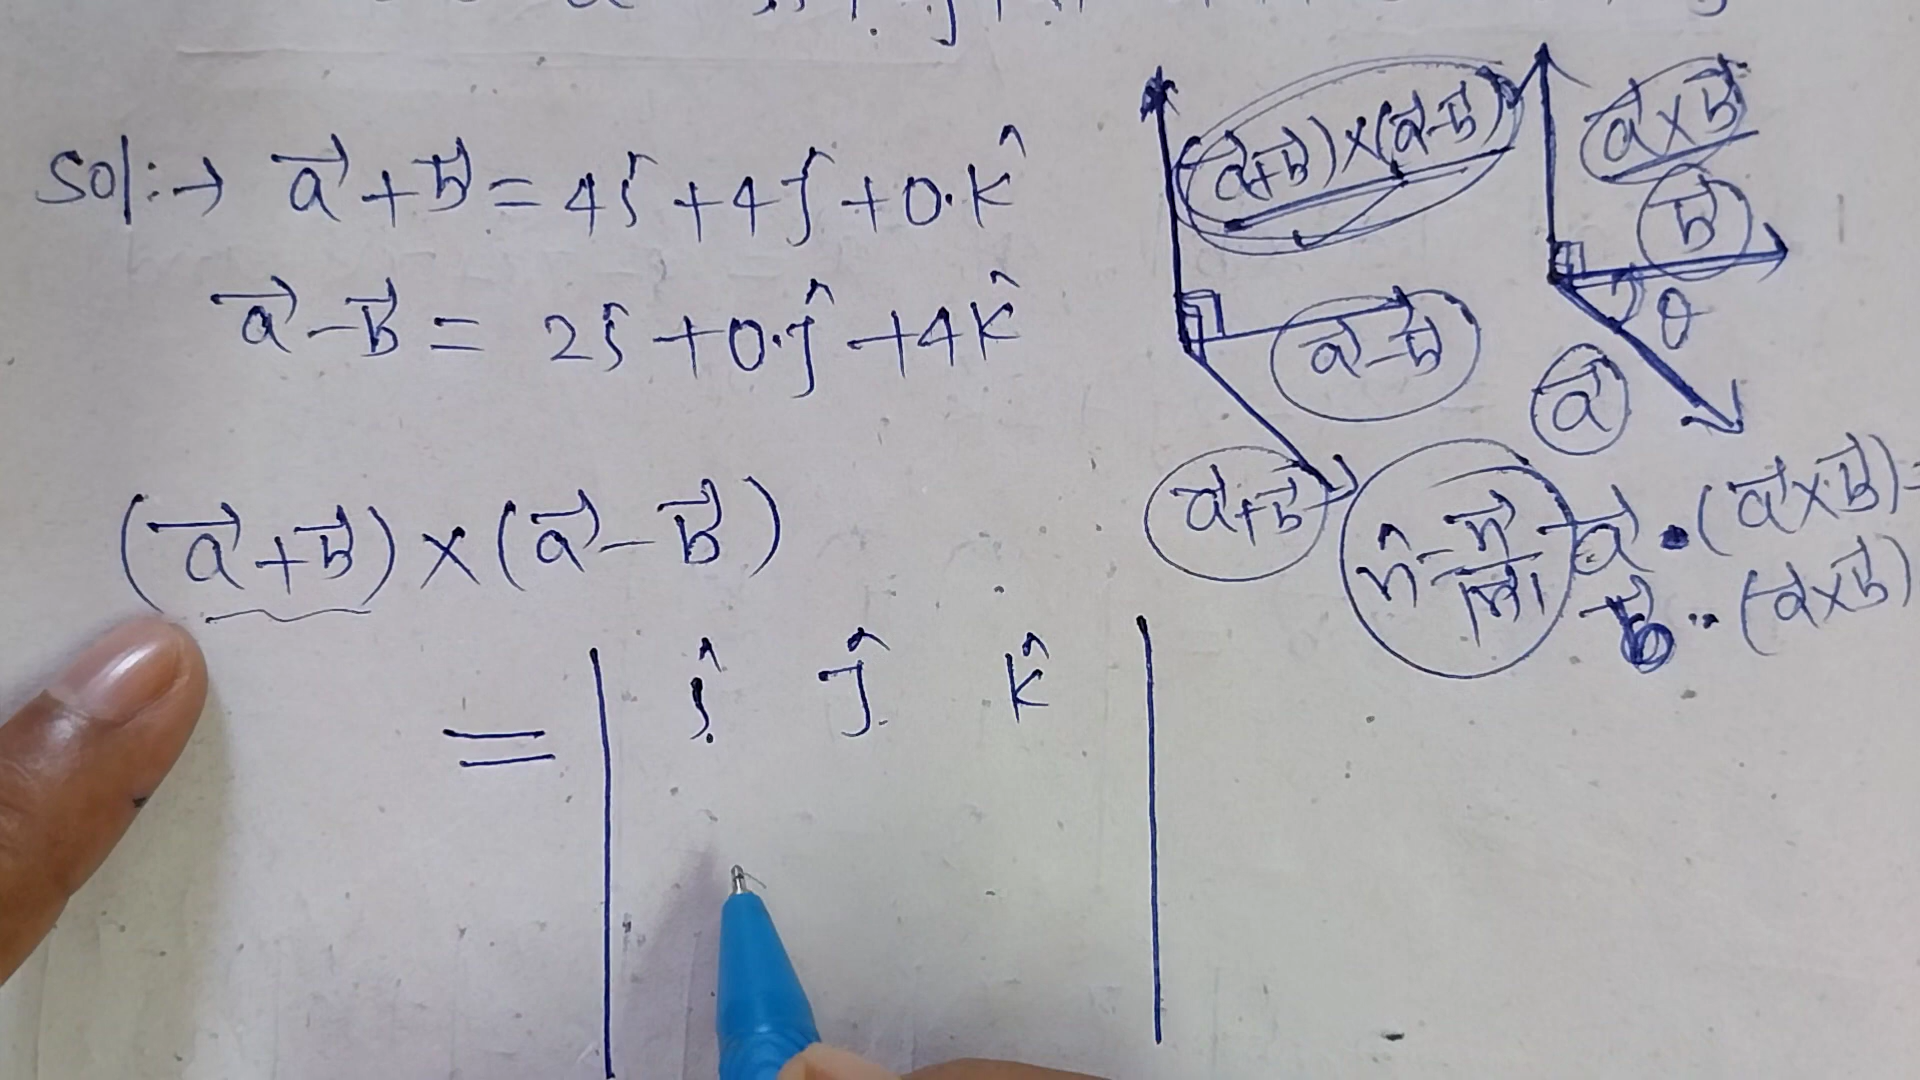 Sol:→ a⃗+b⃗ = 4î+4ĵ+0.k̂
a⃗-b⃗ = 2î+0.ĵ+4k̂
(a⃗+b⃗)×(a⃗-b⃗)
= | î ĵ k̂ |
(a⃗+b⃗)×(a⃗-b⃗)
a⃗-b⃗
a⃗+b⃗
a⃗×b⃗
b⃗
θ
a⃗
n̂ = n⃗/|n⃗|
a⃗.(a⃗×b⃗)=
b⃗..(a⃗×b⃗)